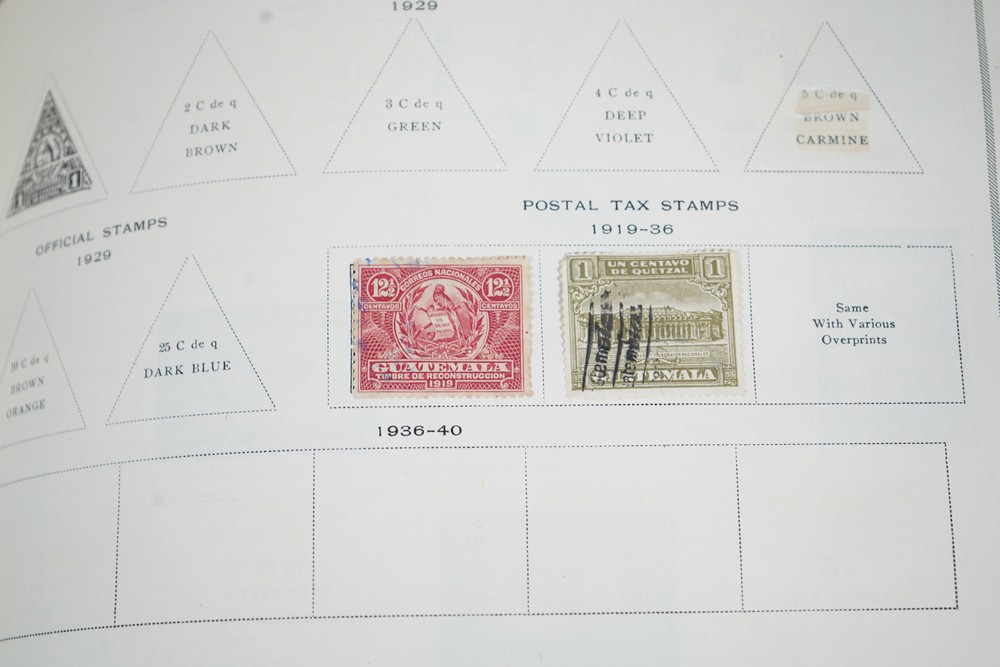 1929
2 C de q
DARK
BROWN
3 C de q
GREEN
4 C de q
DEEP
VIOLET
5 C de q
BROWN
CARMINE
1
1
OFFICIAL STAMPS
1929
10 C de q
BROWN
ORANGE
25 C de q
DARK BLUE
POSTAL TAX STAMPS
1919-36
12½
CORREOS NACIONALES
12½
CENTAVOS
CENTAVOS
GUATEMALA
TIMBRE DE RECONSTRUCCION
1919
1
UN CENTAVO
DE QUETZAL
1
MALA
Same
With Various
Overprints
1936-40